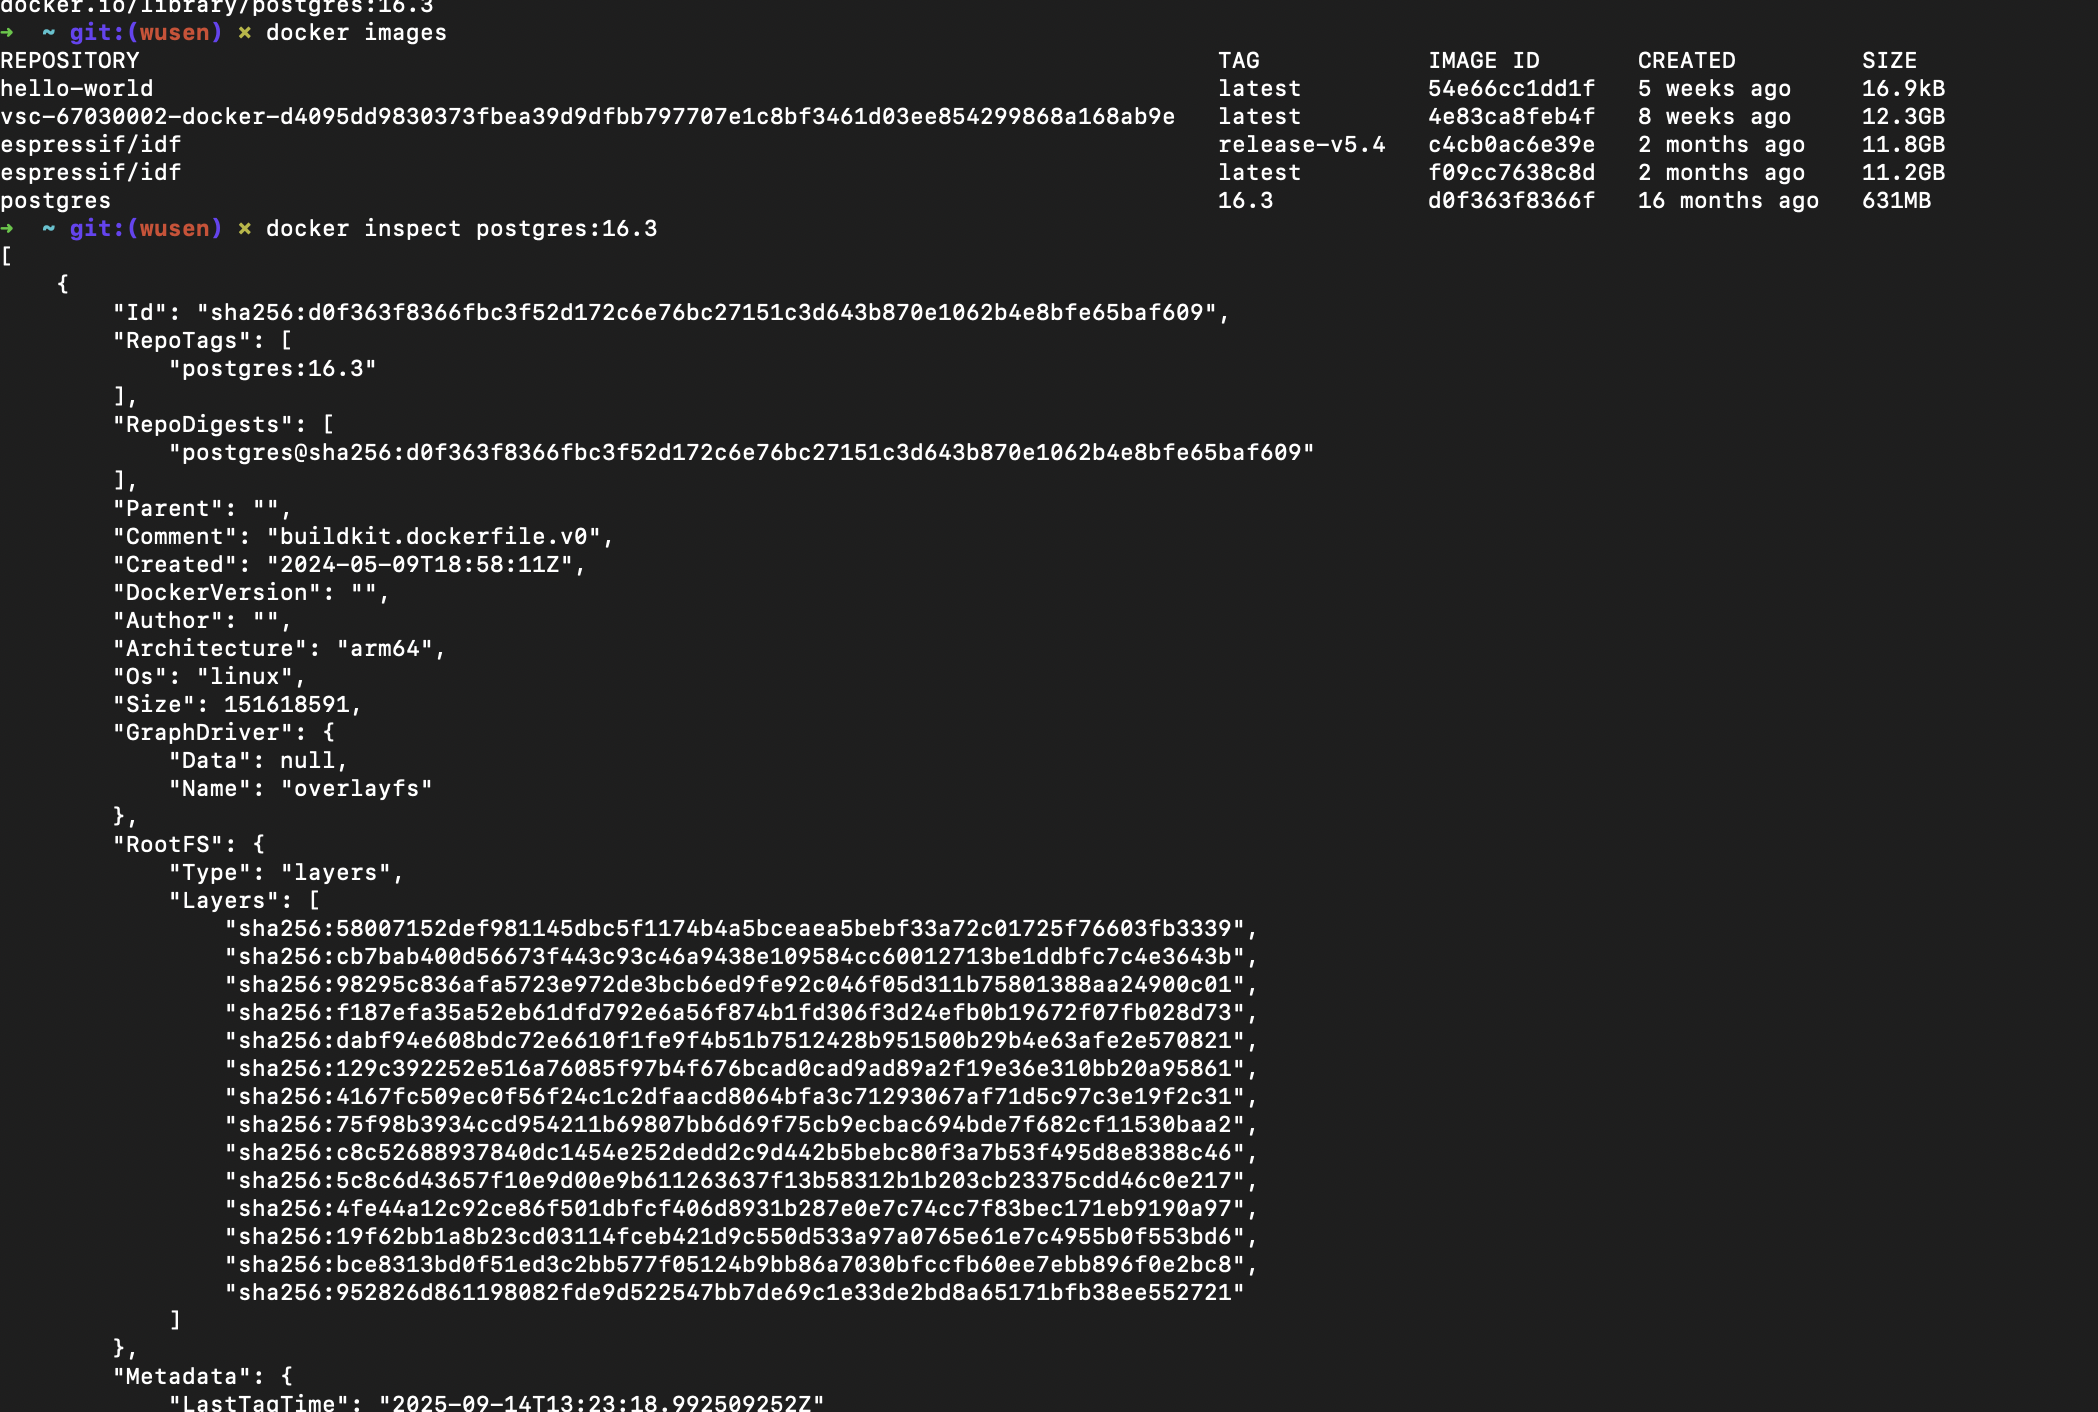 docker.io/library/postgres:16.3
➜  ~ git:(wusen) ✗ docker images
REPOSITORY TAG IMAGE ID CREATED SIZE
hello-world latest 54e66cc1dd1f 5 weeks ago 16.9kB
vsc-67030002-docker-d4095dd9830373fbea39d9dfbb797707e1c8bf3461d03ee854299868a168ab9e latest 4e83ca8feb4f 8 weeks ago 12.3GB
espressif/idf release-v5.4 c4cb0ac6e39e 2 months ago 11.8GB
espressif/idf latest f09cc7638c8d 2 months ago 11.2GB
postgres 16.3 d0f363f8366f 16 months ago 631MB
➜  ~ git:(wusen) ✗ docker inspect postgres:16.3
[
    {
        "Id": "sha256:d0f363f8366fbc3f52d172c6e76bc27151c3d643b870e1062b4e8bfe65baf609",
        "RepoTags": [
            "postgres:16.3"
        ],
        "RepoDigests": [
            "postgres@sha256:d0f363f8366fbc3f52d172c6e76bc27151c3d643b870e1062b4e8bfe65baf609"
        ],
        "Parent": "",
        "Comment": "buildkit.dockerfile.v0",
        "Created": "2024-05-09T18:58:11Z",
        "DockerVersion": "",
        "Author": "",
        "Architecture": "arm64",
        "Os": "linux",
        "Size": 151618591,
        "GraphDriver": {
            "Data": null,
            "Name": "overlayfs"
        },
        "RootFS": {
            "Type": "layers",
            "Layers": [
                "sha256:58007152def981145dbc5f1174b4a5bceaea5bebf33a72c01725f76603fb3339",
                "sha256:cb7bab400d56673f443c93c46a9438e109584cc60012713be1ddbfc7c4e3643b",
                "sha256:98295c836afa5723e972de3bcb6ed9fe92c046f05d311b75801388aa24900c01",
                "sha256:f187efa35a52eb61dfd792e6a56f874b1fd306f3d24efb0b19672f07fb028d73",
                "sha256:dabf94e608bdc72e6610f1fe9f4b51b7512428b951500b29b4e63afe2e570821",
                "sha256:129c392252e516a76085f97b4f676bcad0cad9ad89a2f19e36e310bb20a95861",
                "sha256:4167fc509ec0f56f24c1c2dfaacd8064bfa3c71293067af71d5c97c3e19f2c31",
                "sha256:75f98b3934ccd954211b69807bb6d69f75cb9ecbac694bde7f682cf11530baa2",
                "sha256:c8c52688937840dc1454e252dedd2c9d442b5bebc80f3a7b53f495d8e8388c46",
                "sha256:5c8c6d43657f10e9d00e9b611263637f13b58312b1b203cb23375cdd46c0e217",
                "sha256:4fe44a12c92ce86f501dbfcf406d8931b287e0e7c74cc7f83bec171eb9190a97",
                "sha256:19f62bb1a8b23cd03114fceb421d9c550d533a97a0765e61e7c4955b0f553bd6",
                "sha256:bce8313bd0f51ed3c2bb577f05124b9bb86a7030bfccfb60ee7ebb896f0e2bc8",
                "sha256:952826d861198082fde9d522547bb7de69c1e33de2bd8a65171bfb38ee552721"
            ]
        },
        "Metadata": {
            "LastTagTime": "2025-09-14T13:23:18.992509252Z"